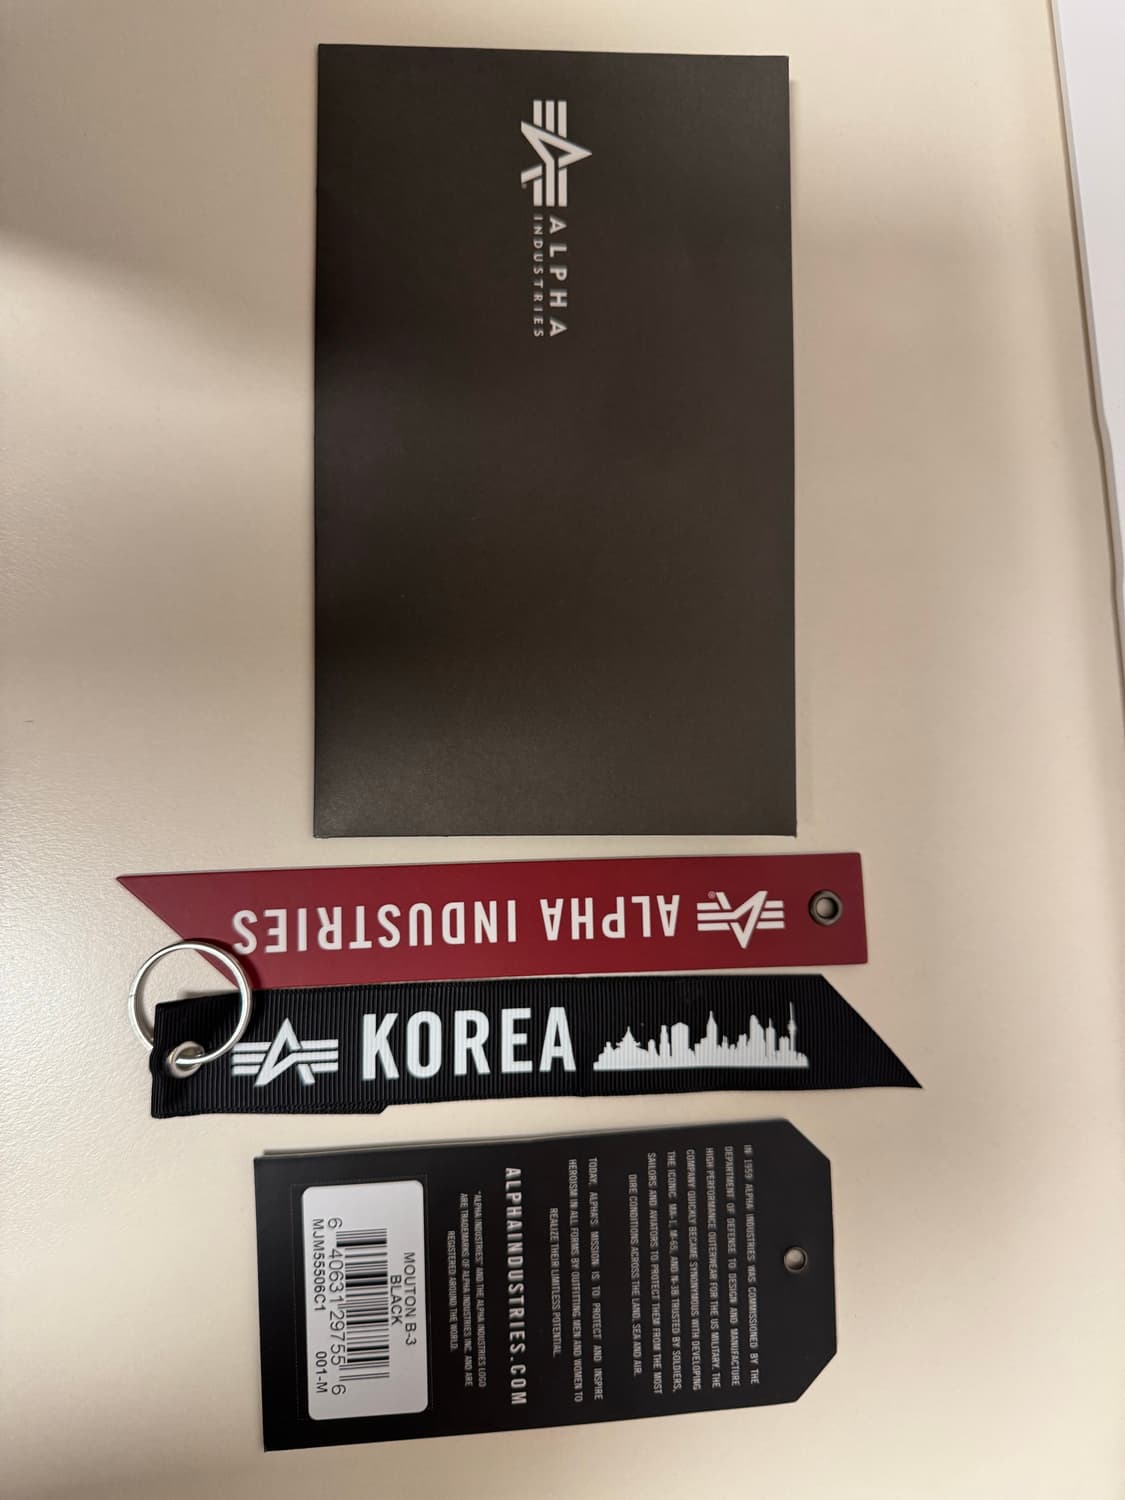 ALPHA
INDUSTRIES
ALPHA INDUSTRIES
KOREA
IN 1959 ALPHA INDUSTRIES WAS COMMISSIONED BY THE
DEPARTMENT OF DEFENSE TO DESIGN AND MANUFACTURE
HIGH PERFORMANCE OUTERWEAR FOR THE US MILITARY. THE
COMPANY QUICKLY BECAME SYNONYMOUS WITH DEVELOPING
THE ICONIC MA-1, M-65, AND N-3B TRUSTED BY SOLDIERS,
SAILORS AND AVIATORS TO PROTECT THEM FROM THE MOST
DIRE CONDITIONS ACROSS THE LAND, SEA AND AIR.
TODAY, ALPHA'S MISSION IS TO PROTECT AND INSPIRE
HEROISM IN ALL FORMS BY OUTFITTING MEN AND WOMEN TO
REALIZE THEIR LIMITLESS POTENTIAL.
ALPHAINDUSTRIES.COM
"ALPHA INDUSTRIES" AND THE ALPHA INDUSTRIES LOGO
ARE TRADEMARKS OF ALPHA INDUSTRIES INC. AND ARE
REGISTERED AROUND THE WORLD.
MOUTON B-3
BLACK
6 40631 29755 6
MJM55506C1 001-M